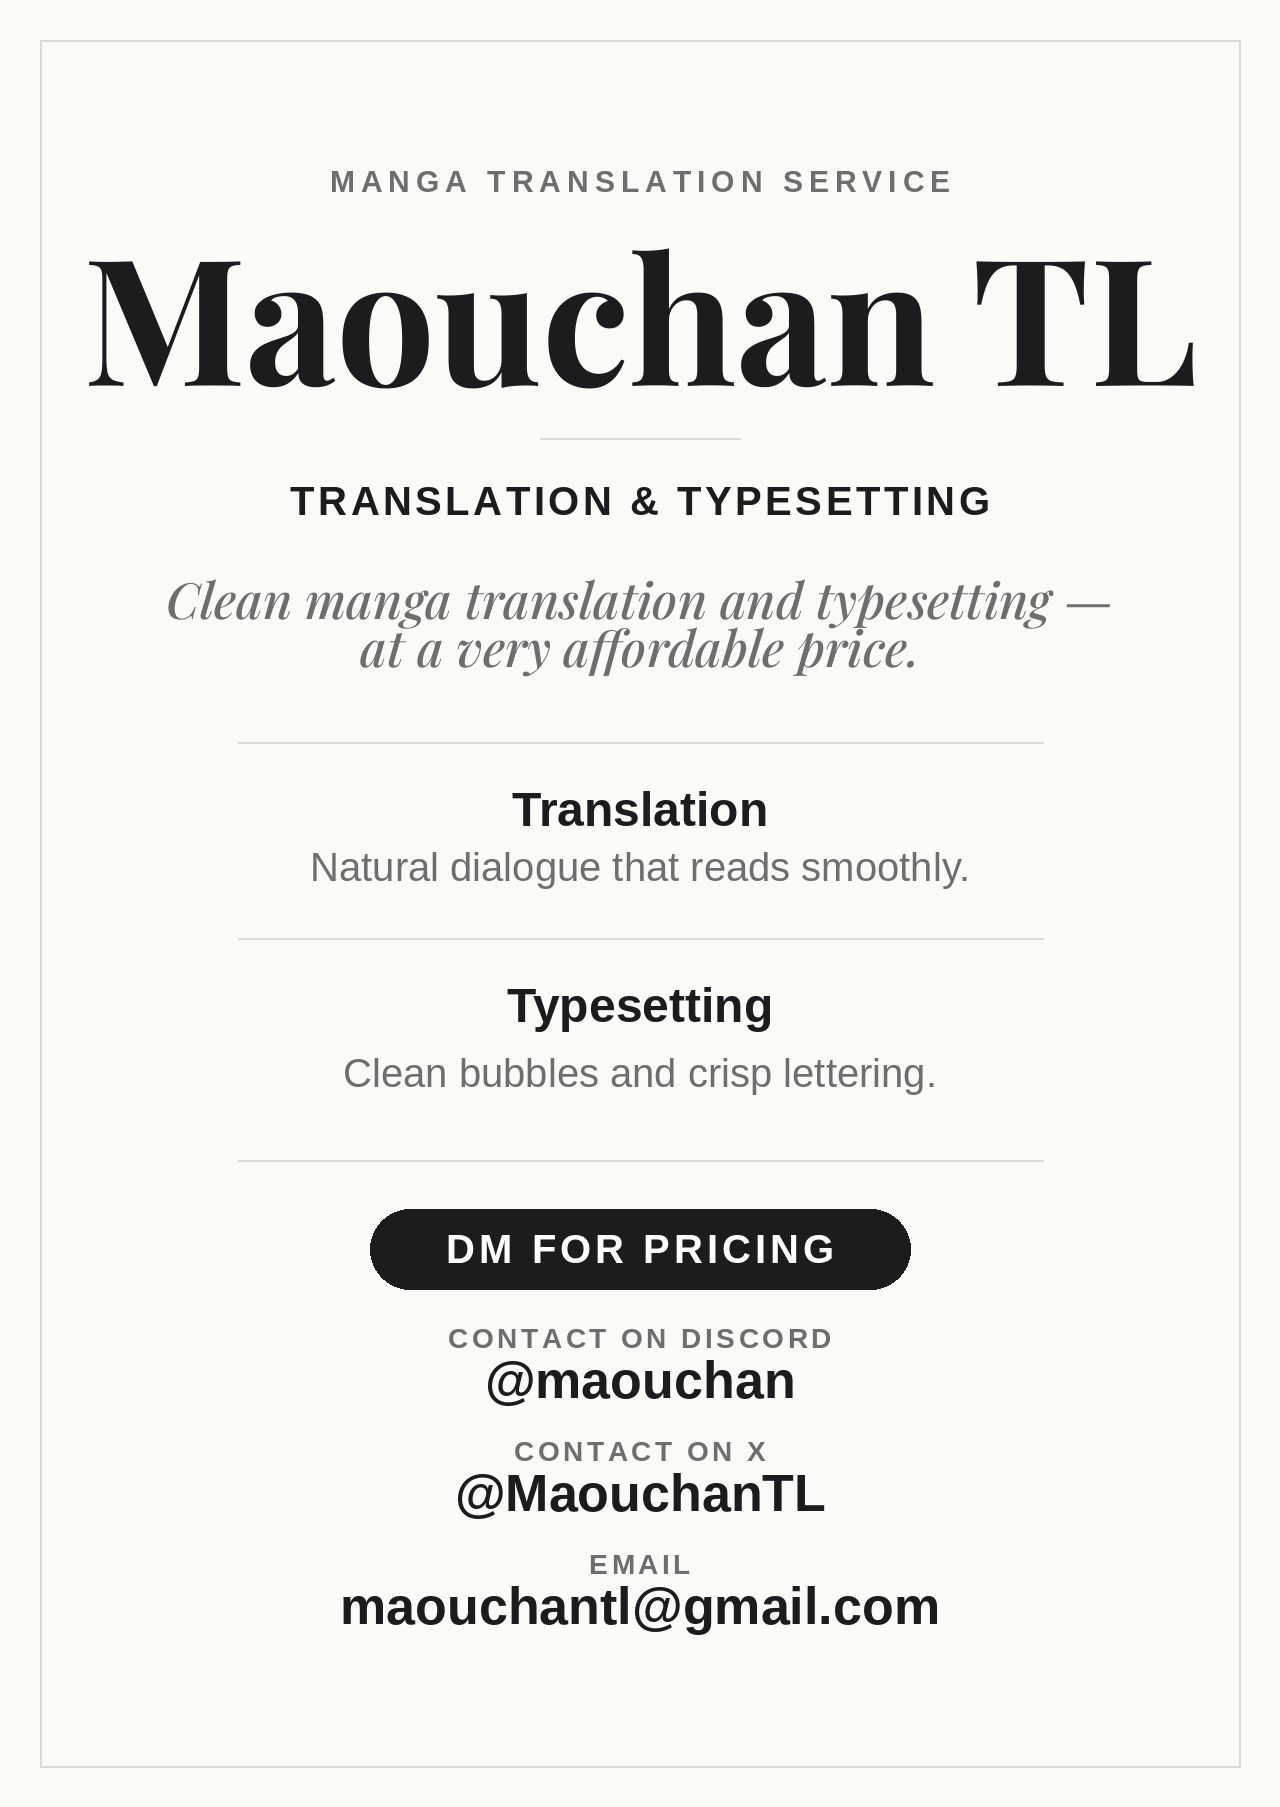 MANGA TRANSLATION SERVICE
Maouchan TL
TRANSLATION & TYPESETTING
Clean manga translation and typesetting —
at a very affordable price.
Translation
Natural dialogue that reads smoothly.
Typesetting
Clean bubbles and crisp lettering.
DM FOR PRICING
CONTACT ON DISCORD
@maouchan
CONTACT ON X
@MaouchanTL
EMAIL
maouchantl@gmail.com